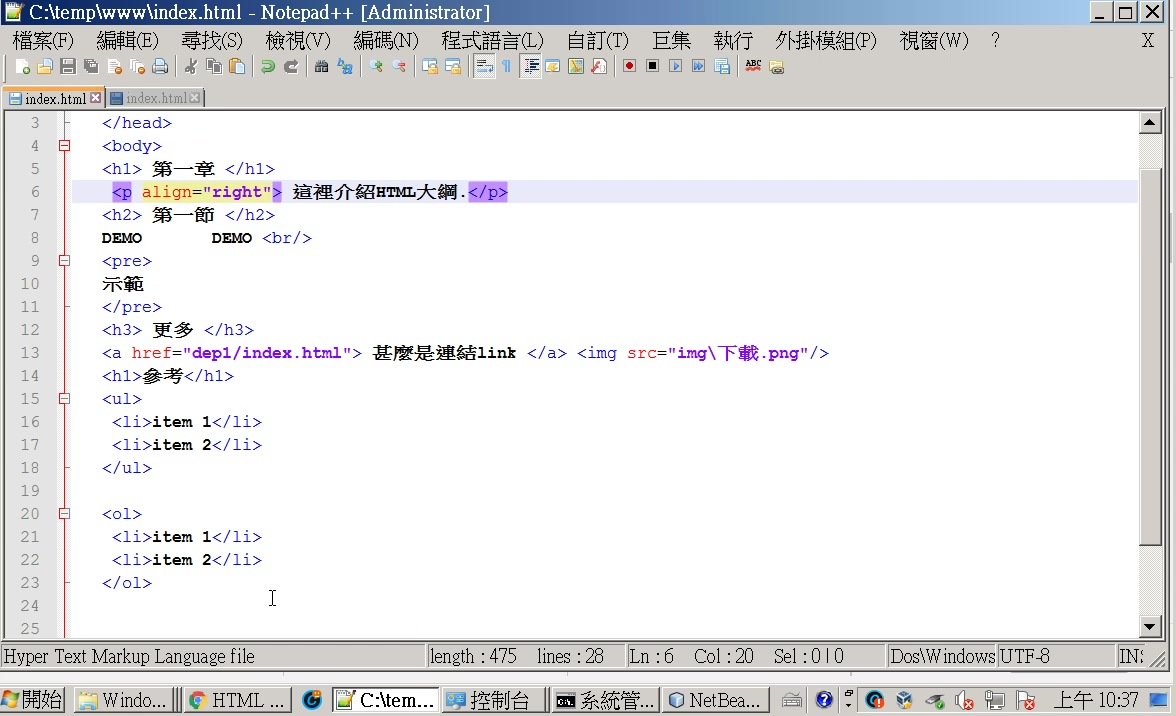 C:\temp\www\index.html - Notepad++ [Administrator]
檔案(F) 編輯(E) 尋找(S) 檢視(V) 編碼(N) 程式語言(L) 自訂(T) 巨集 執行 外掛模組(P) 視窗(W) ? X
ABC
index.html index.html
3 </head>
4 <body>
5 <h1> 第一章 </h1>
6 <p align="right"> 這裡介紹HTML大綱.</p>
7 <h2> 第一節 </h2>
8 DEMO DEMO <br/>
9 <pre>
10 示範
11 </pre>
12 <h3> 更多 </h3>
13 <a href="dep1/index.html"> 甚麼是連結link </a> <img src="img\下載.png"/>
14 <h1>參考</h1>
15 <ul>
16 <li>item 1</li>
17 <li>item 2</li>
18 </ul>
19
20 <ol>
21 <li>item 1</li>
22 <li>item 2</li>
23 </ol>
24
25
Hyper Text Markup Language file length : 475 lines : 28 Ln : 6 Col : 20 Sel : 0 | 0 Dos\Windows UTF-8 INS
開始 Windo... HTML ... C:\tem... 控制台 系統管... NetBea... 上午 10:37